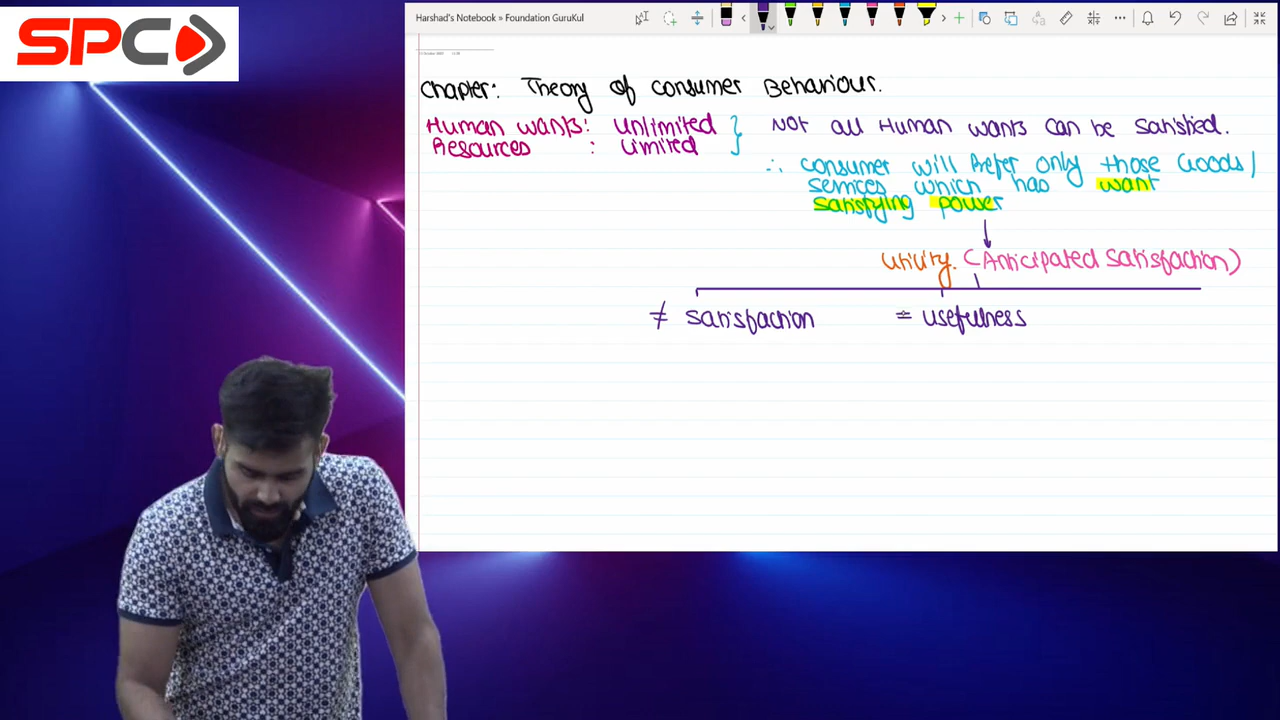 SPC
Harshad's Notebook » Foundation GuruKul
Chapter: Theory of consumer Behaviour.
Human wants: Unlimited } Not all Human wants can be satisfied.
Resources : Limited
∴ consumer will Prefer only those Goods/
services which has want
satisfying power
utility. (Anticipated Satisfaction)
≠ satisfaction = usefulness